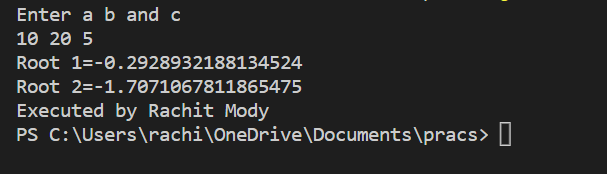 Enter a b and c
10 20 5
Root 1=-0.2928932188134524
Root 2=-1.7071067811865475
Executed by Rachit Mody
PS C:\Users\rachi\OneDrive\Documents\pracs>